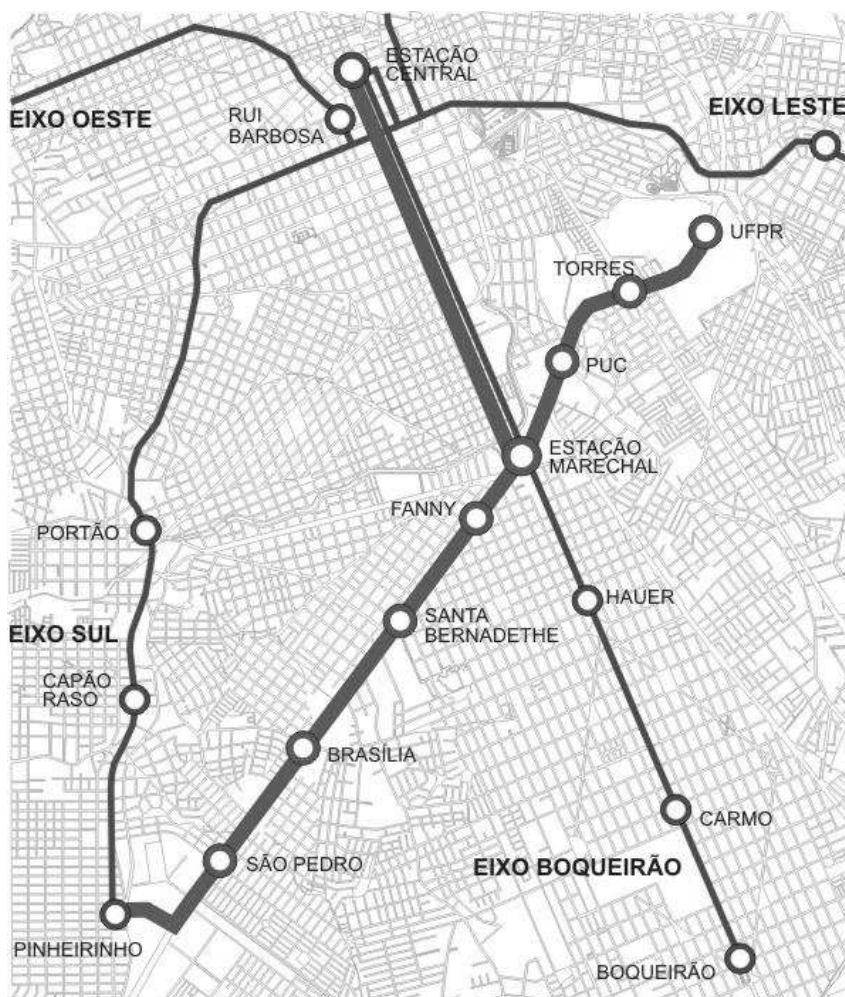 ESTAÇÃO
CENTRAL
EIXO OESTE
RUI
BARBOSA
EIXO LESTE
UFPR
TORRES
PUC
ESTAÇÃO
MARECHAL
FANNY
PORTÃO
HAUER
SANTA
BERNADETHE
EIXO SUL
CAPÃO
RASO
BRASÍLIA
CARMO
SÃO PEDRO
EIXO BOQUEIRÃO
PINHEIRINHO
BOQUEIRÃO